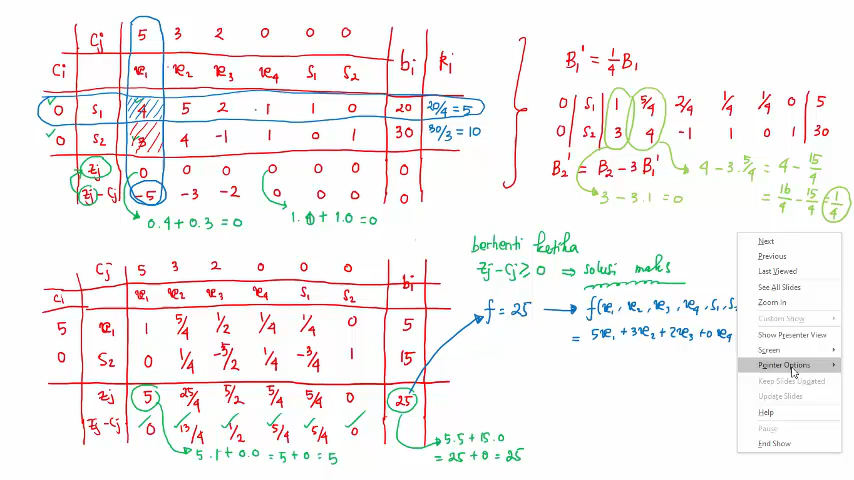 Cj 5 3 2 0 0 0
Ci x1 x2 x3 x4 s1 s2 bi Ri
0 s1 4 5 2 1 1 0 20 20/4 = 5
0 s2 3 4 -1 1 0 1 30 30/3 = 10
Zj 0 0 0 0 0 0 0
Zj - Cj -5 -3 -2 0 0 0 0
0.4 + 0.3 = 0
1.0 + 1.0 = 0
B1' = 1/4 B1
0 s1 1 5/4 2/4 1/4 1/4 0 5
0 s2 3 4 -1 1 0 1 30
B2' = B2 - 3 B1'
4 - 3.5/4 = 4 - 15/4
= 16/4 - 15/4 = 1/4
3 - 3.1 = 0
berhenti ketika
Zj - Cj ≥ 0 ⇒ solusi maks
f = 25 → f(x1, x2, x3, x4, s1, s
= 5x1 + 3x2 + 2x3 + 0x4
Cj 5 3 2 0 0 0 bi
Ci x1 x2 x3 x4 s1 s2
5 x1 1 5/4 1/2 1/4 1/4 0 5
0 s2 0 1/4 -5/2 1/4 -3/4 1 15
Zj 5 25/4 5/2 5/4 5/4 0 25
Zj - Cj 0 13/4 1/2 5/4 5/4 0
5.1 + 0.0 = 5 + 0 = 5
5.5 + 15.0
= 25 + 0 = 25
Next
Previous
Last Viewed
See All Slides
Zoom In
Custom Show
Show Presenter View
Screen
Pointer Options
Keep Slides Updated
Update Slides
Help
Pause
End Show